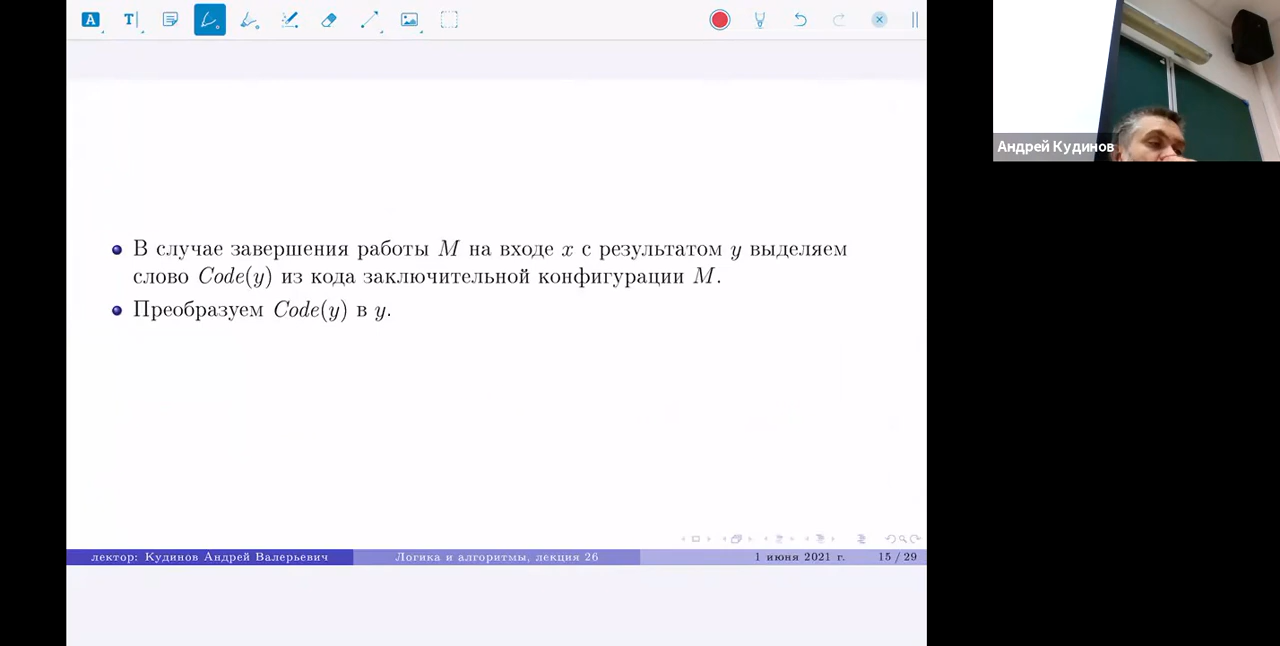 A T
Андрей Кудинов
В случае завершения работы M на входе x с результатом y выделяем
слово Code(y) из кода заключительной конфигурации M.
Преобразуем Code(y) в y.
лектор: Кудинов Андрей Валерьевич Логика и алгоритмы, лекция 26 1 июня 2021 г. 15 / 29